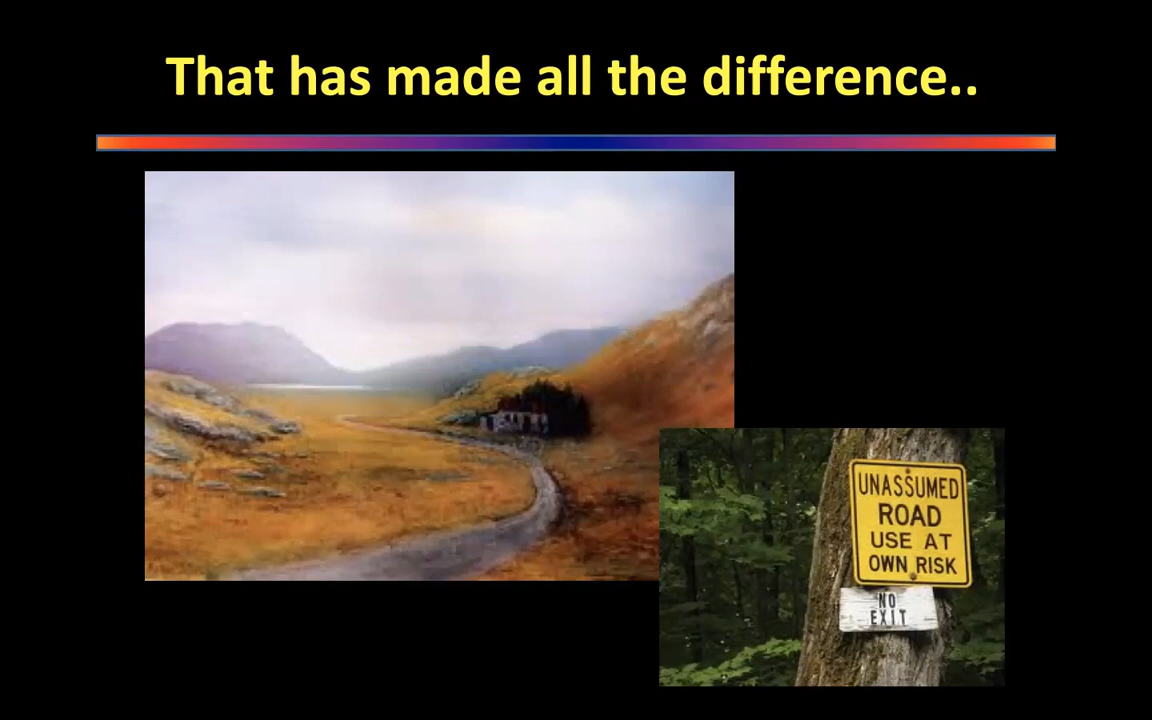 That has made all the difference..
UNASSUMED
ROAD
USE AT
OWN RISK
NO
EXIT